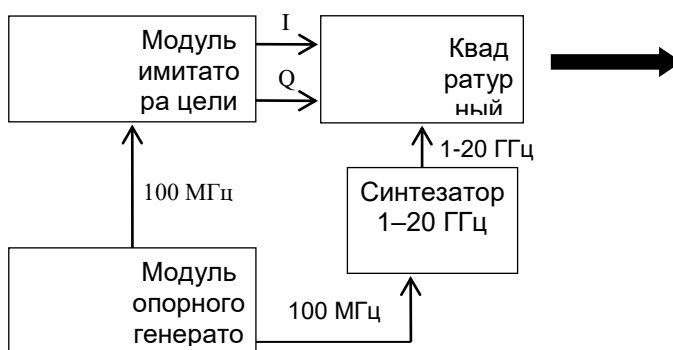 Модуль
имитато
ра цели
I
Q
Квад
ратур
ный
1-20 ГГц
100 МГц
Синтезатор
1–20 ГГц
Модуль
опорного
генерато
100 МГц